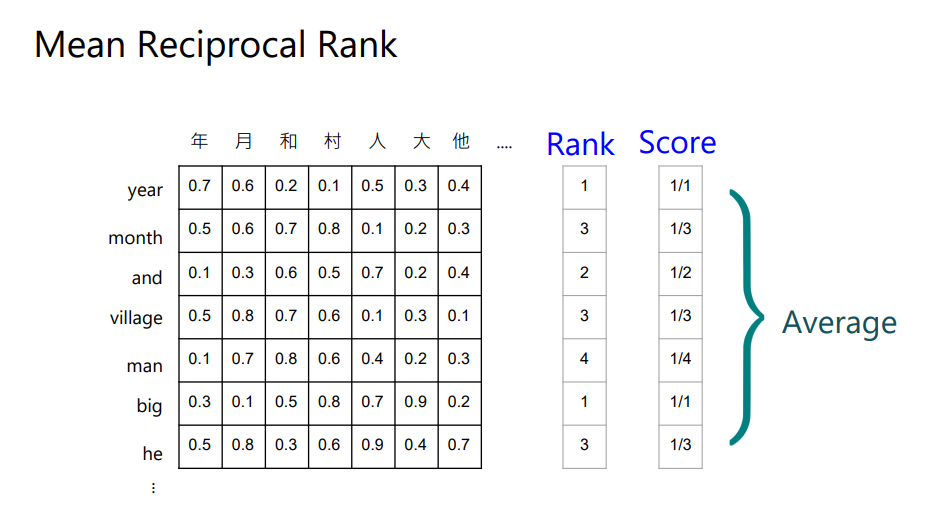 Mean Reciprocal Rank
年 月 和 村 人 大 他 .... Rank Score
year 0.7 0.6 0.2 0.1 0.5 0.3 0.4 1 1/1
month 0.5 0.6 0.7 0.8 0.1 0.2 0.3 3 1/3
and 0.1 0.3 0.6 0.5 0.7 0.2 0.4 2 1/2
village 0.5 0.8 0.7 0.6 0.1 0.3 0.1 3 1/3
Average
man 0.1 0.7 0.8 0.6 0.4 0.2 0.3 4 1/4
big 0.3 0.1 0.5 0.8 0.7 0.9 0.2 1 1/1
he 0.5 0.8 0.3 0.6 0.9 0.4 0.7 3 1/3
⋮